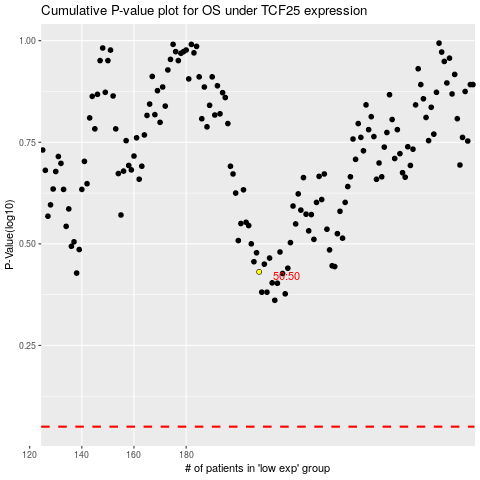 Cumulative P-value plot for OS under TCF25 expression
1.00
0.75
0.50
0.25
P-Value(log10)
50:50
120 140 160 180
# of patients in 'low exp' group